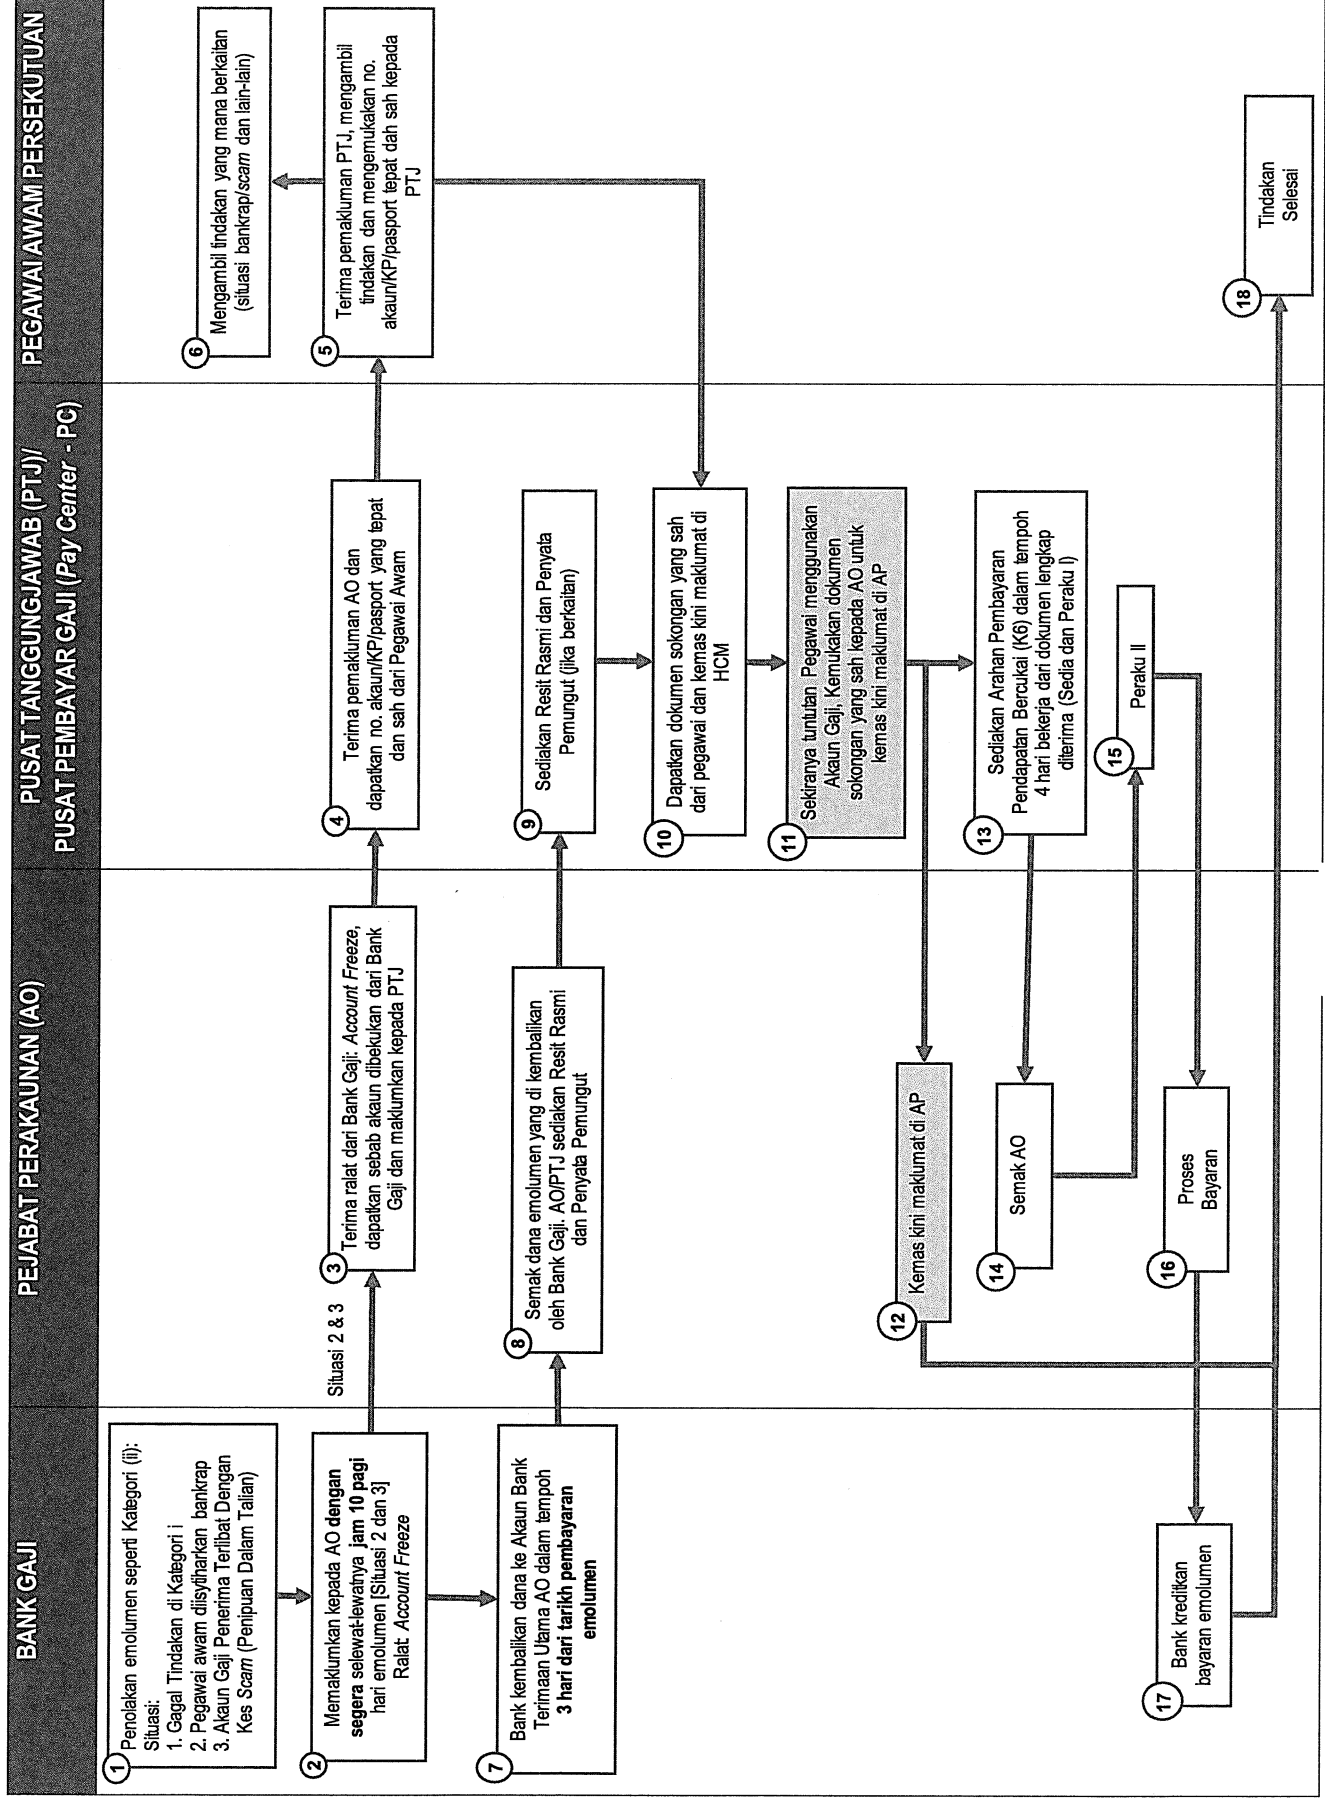 BANK GAJI
PEJABAT PERAKAUNAN (AO)
PUSAT TANGGUNGJAWAB (PTJ)/
PUSAT PEMBAYAR GAJI (Pay Center - PC)
PEGAWAI AWAM PERSEKUTUAN
1
Penolakan emolumen seperti Kategori (ii):
Situasi:
1. Gagal Tindakan di Kategori i
2. Pegawai awam diisytiharkan bankrap
3. Akaun Gaji Penerima Terlibat Dengan
Kes Scam (Penipuan Dalam Talian)
2
Memaklumkan kepada AO dengan
segera selewat-lewatnya jam 10 pagi
hari emolumen [Situasi 2 dan 3]
Ralat: Account Freeze
Situasi 2 & 3
3
Terima ralat dari Bank Gaji: Account Freeze,
dapatkan sebab akaun dibekukan dari Bank
Gaji dan maklumkan kepada PTJ
4
Terima pemakluman AO dan
dapatkan no. akaun/KP/pasport yang tepat
dan sah dari Pegawai Awam
5
Terima pemakluman PTJ, mengambil
tindakan dan mengemukakan no.
akaun/KP/pasport tepat dah sah kepada
PTJ
6
Mengambil tindakan yang mana berkaitan
(situasi bankrap/scam dan lain-lain)
7
Bank kembalikan dana ke Akaun Bank
Terimaan Utama AO dalam tempoh
3 hari dari tarikh pembayaran
emolumen
8
Semak dana emolumen yang di kembalikan
oleh Bank Gaji. AO/PTJ sediakan Resit Rasmi
dan Penyata Pemungut
9
Sediakan Resit Rasmi dan Penyata
Pemungut (jika berkaitan)
10
Dapatkan dokumen sokongan yang sah
dari pegawai dan kemas kini maklumat di
HCM
11
Sekiranya tuntutan Pegawai menggunakan
Akaun Gaji, Kemukakan dokumen
sokongan yang sah kepada AO untuk
kemas kini maklumat di AP
12
Kemas kini maklumat di AP
13
Sediakan Arahan Pembayaran
Pendapatan Bercukai (K6) dalam tempoh
4 hari bekerja dari dokumen lengkap
diterima (Sedia dan Peraku I)
14
Semak AO
15
Peraku II
16
Proses
Bayaran
17
Bank kreditkan
bayaran emolumen
18
Tindakan
Selesai